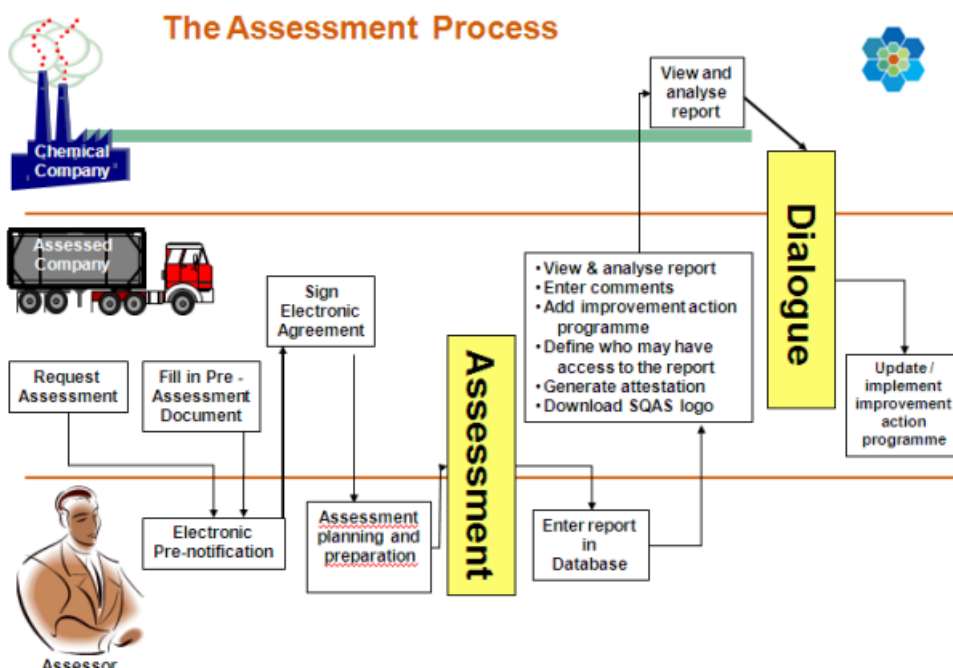 The Assessment Process
View and
analyse
report
Chemical
Company
Assessed
Company
Sign
Electronic
Agreement
• View & analyse report
• Enter comments
• Add improvement action
programme
• Define who may have
access to the report
• Generate attestation
• Download SQAS logo
Dialogue
Request
Assessment
Fill in Pre -
Assessment
Document
Assessment
Update /
implement
improvement
action
programme
Electronic
Pre-notification
Assessment
planning and
preparation
Enter report
in
Database
Assessor